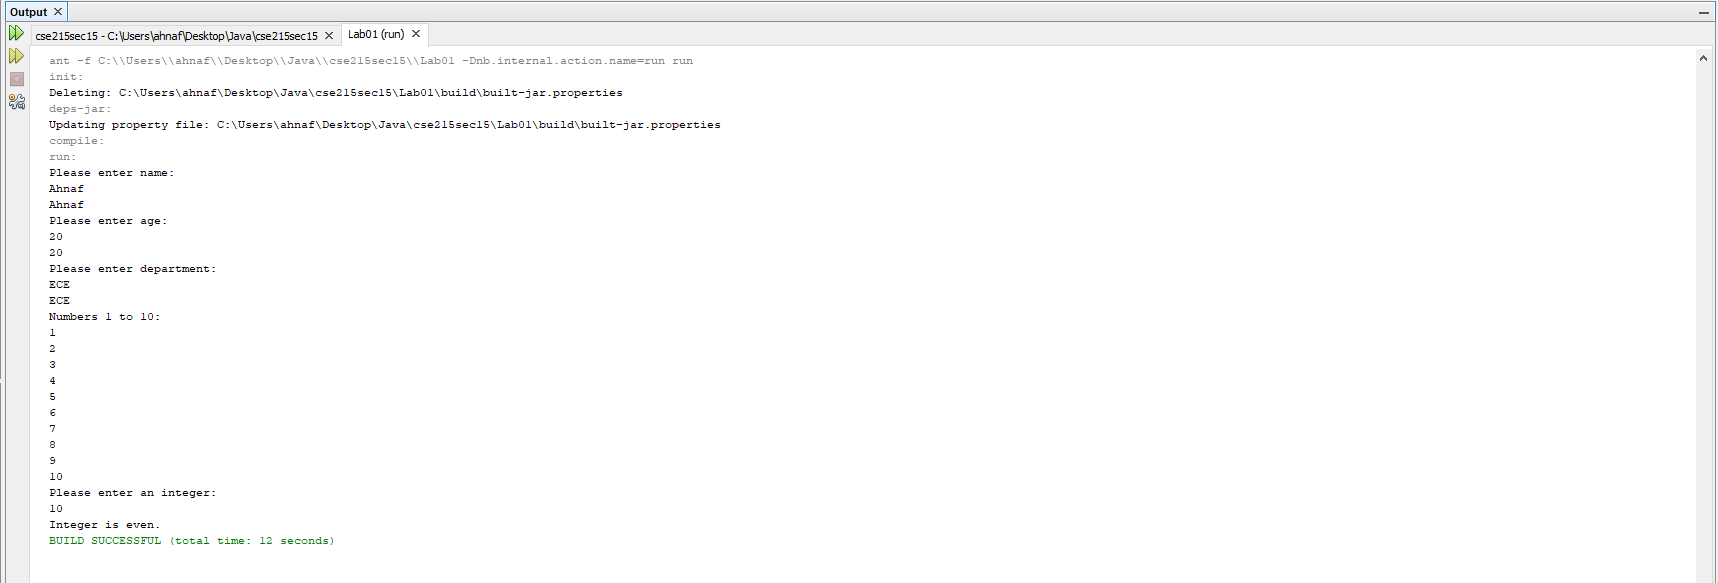 Output
cse215sec15 - C:\Users\ahnaf\Desktop\Java\cse215sec15 Lab01 (run)
ant -f C:\\Users\\ahnaf\\Desktop\\Java\\cse215sec15\\Lab01 -Dnb.internal.action.name=run run
init:
Deleting: C:\Users\ahnaf\Desktop\Java\cse215sec15\Lab01\build\built-jar.properties
deps-jar:
Updating property file: C:\Users\ahnaf\Desktop\Java\cse215sec15\Lab01\build\built-jar.properties
compile:
run:
Please enter name:
Ahnaf
Ahnaf
Please enter age:
20
20
Please enter department:
ECE
ECE
Numbers 1 to 10:
1
2
3
4
5
6
7
8
9
10
Please enter an integer:
10
Integer is even.
BUILD SUCCESSFUL (total time: 12 seconds)